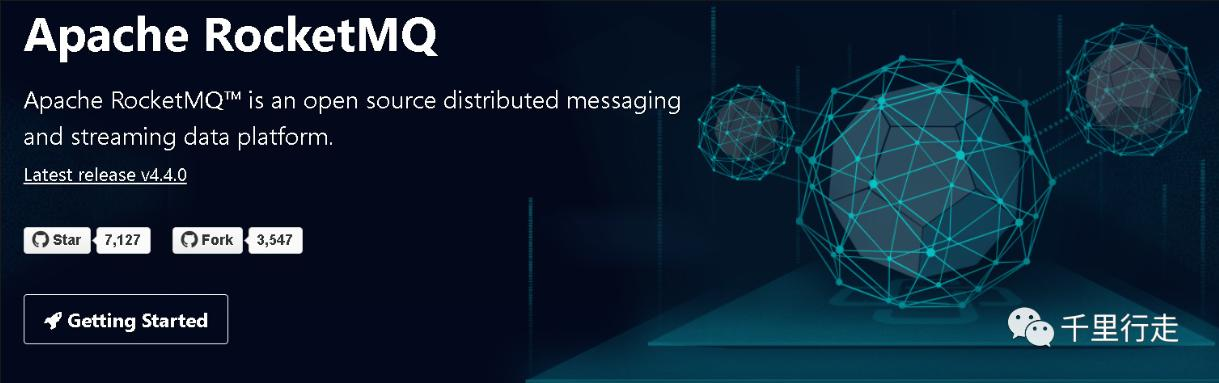 Apache RocketMQ
Apache RocketMQ™ is an open source distributed messaging
and streaming data platform.
Latest release v4.4.0
Star 7,127 Fork 3,547
Getting Started
千里行走